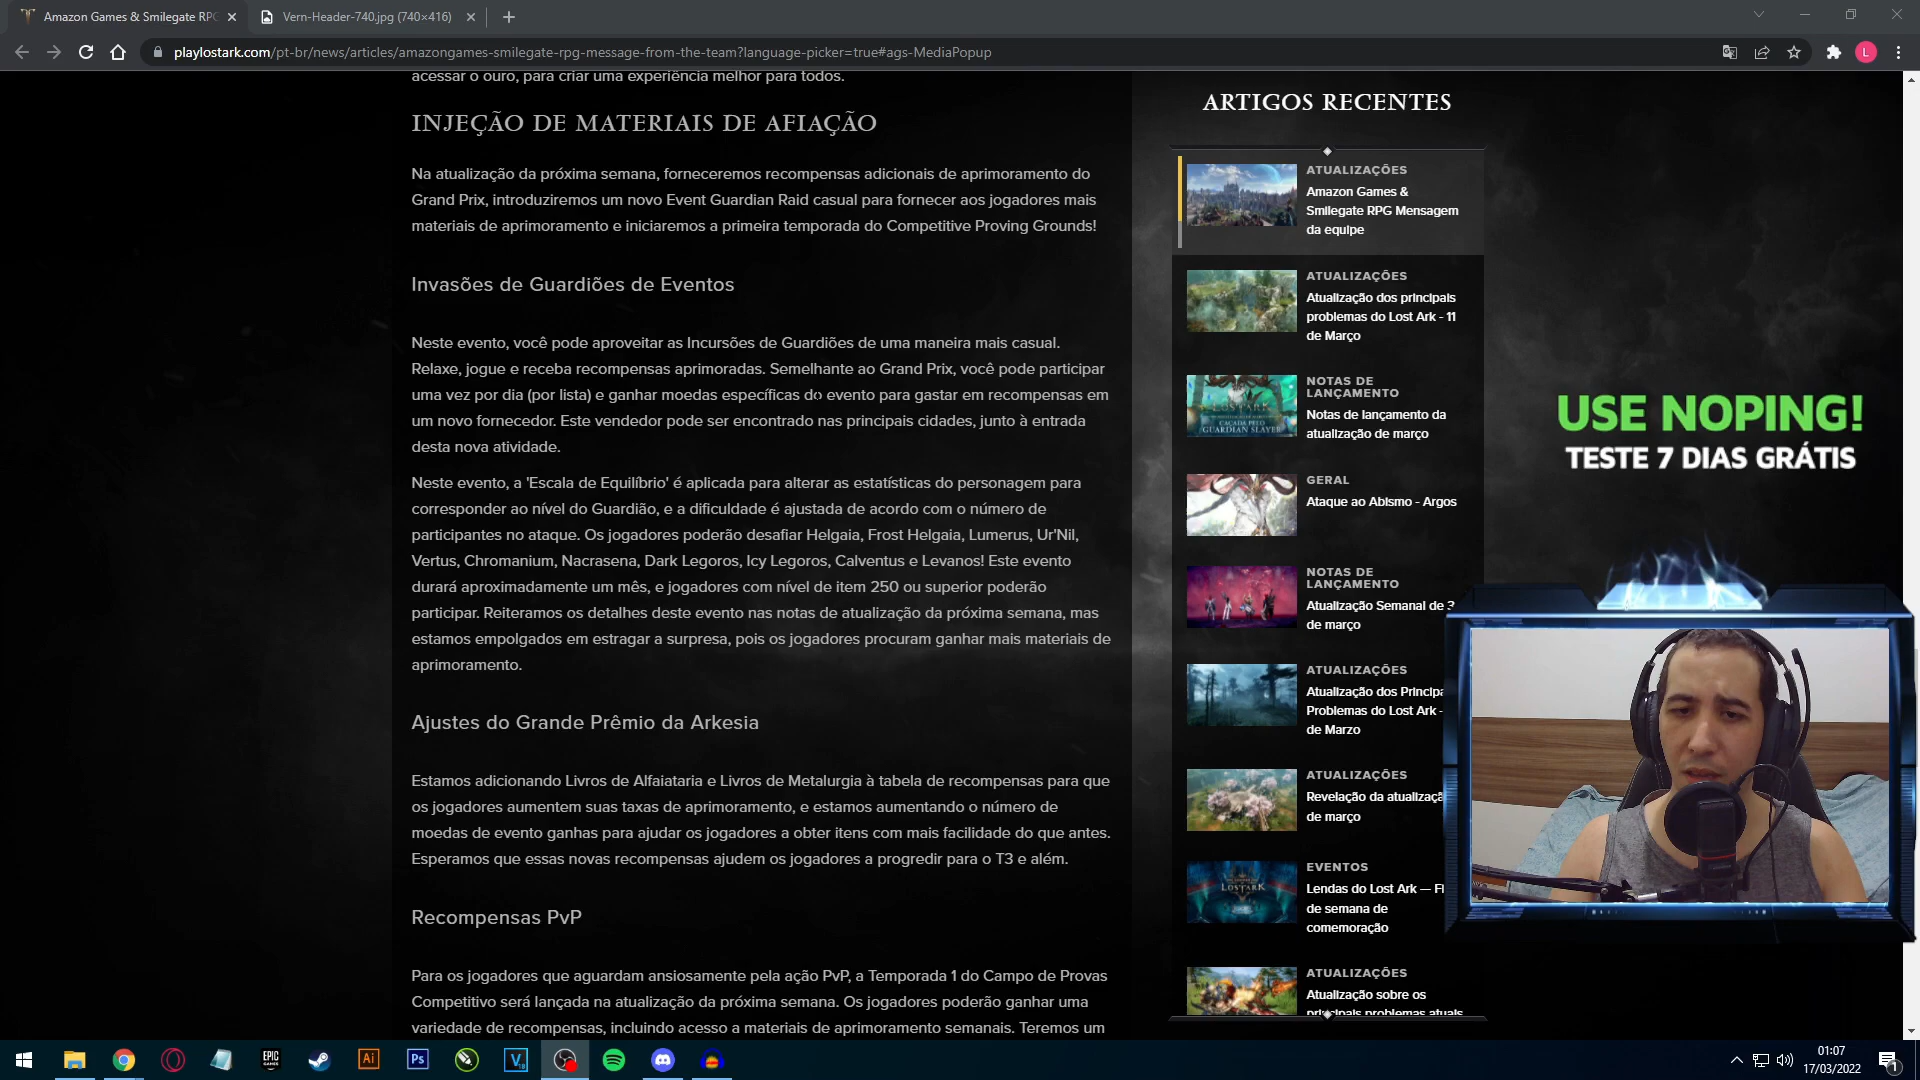 Amazon Games & Smilegate RPG
Vern-Header-740.jpg (740×416)
playlostark.com/pt-br/news/articles/amazongames-smilegate-rpg-message-from-the-team?language-picker=true#ags-MediaPopup
L
acessar o ouro, para criar uma experiência melhor para todos.
INJEÇÃO DE MATERIAIS DE AFIAÇÃO
Na atualização da próxima semana, forneceremos recompensas adicionais de aprimoramento do
Grand Prix, introduziremos um novo Event Guardian Raid casual para fornecer aos jogadores mais
materiais de aprimoramento e iniciaremos a primeira temporada do Competitive Proving Grounds!
Invasões de Guardiões de Eventos
Neste evento, você pode aproveitar as Incursões de Guardiões de uma maneira mais casual.
Relaxe, jogue e receba recompensas aprimoradas. Semelhante ao Grand Prix, você pode participar
uma vez por dia (por lista) e ganhar moedas específicas do evento para gastar em recompensas em
um novo fornecedor. Este vendedor pode ser encontrado nas principais cidades, junto à entrada
desta nova atividade.
Neste evento, a 'Escala de Equilíbrio' é aplicada para alterar as estatísticas do personagem para
corresponder ao nível do Guardião, e a dificuldade é ajustada de acordo com o número de
participantes no ataque. Os jogadores poderão desafiar Helgaia, Frost Helgaia, Lumerus, Ur'Nil,
Vertus, Chromanium, Nacrasena, Dark Legoros, Icy Legoros, Calventus e Levanos! Este evento
durará aproximadamente um mês, e jogadores com nível de item 250 ou superior poderão
participar. Reiteramos os detalhes deste evento nas notas de atualização da próxima semana, mas
estamos empolgados em estragar a surpresa, pois os jogadores procuram ganhar mais materiais de
aprimoramento.
Ajustes do Grande Prêmio da Arkesia
Estamos adicionando Livros de Alfaiataria e Livros de Metalurgia à tabela de recompensas para que
os jogadores aumentem suas taxas de aprimoramento, e estamos aumentando o número de
moedas de evento ganhas para ajudar os jogadores a obter itens com mais facilidade do que antes.
Esperamos que essas novas recompensas ajudem os jogadores a progredir para o T3 e além.
Recompensas PvP
Para os jogadores que aguardam ansiosamente pela ação PvP, a Temporada 1 do Campo de Provas
Competitivo será lançada na atualização da próxima semana. Os jogadores poderão ganhar uma
variedade de recompensas, incluindo acesso a materiais de aprimoramento semanais. Teremos um
ARTIGOS RECENTES
ATUALIZAÇÕES
Amazon Games &
Smilegate RPG Mensagem
da equipe
ATUALIZAÇÕES
Atualização dos principais
problemas do Lost Ark - 11
de Março
NOTAS DE
LANÇAMENTO
Notas de lançamento da
atualização de março
LOST ARK
CAÇADA PELO
GUARDIAN SLAYER
GERAL
Ataque ao Abismo - Argos
NOTAS DE
LANÇAMENTO
Atualização Semanal de 3
de março
ATUALIZAÇÕES
Atualização dos Principa
Problemas do Lost Ark -
de Marzo
ATUALIZAÇÕES
Revelação da atualizaçã
de março
EVENTOS
Lendas do Lost Ark — Fi
de semana de
comemoração
LOST ARK
ATUALIZAÇÕES
Atualização sobre os
principais problemas atuais
USE NOPING!
TESTE 7 DIAS GRÁTIS
EPIC
GAMES
Ai
Ps
V
18
01:07
17/03/2022
1